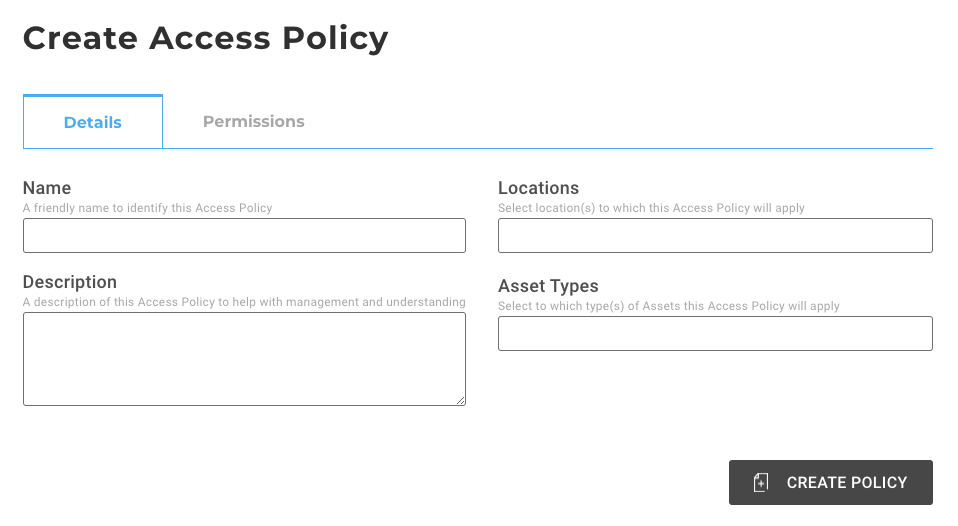 Create Access Policy
Details
Permissions
Name
A friendly name to identify this Access Policy
Description
A description of this Access Policy to help with management and understanding
Locations
Select location(s) to which this Access Policy will apply
Asset Types
Select to which type(s) of Assets this Access Policy will apply
CREATE POLICY